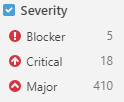 Severity
Blocker 5
Critical 18
Major 410